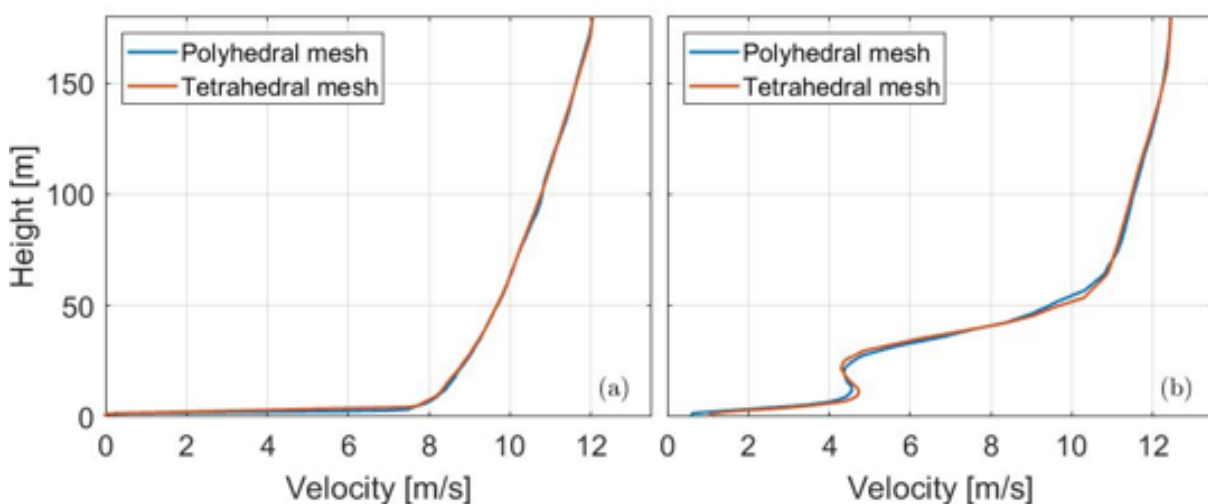 Polyhedral mesh
Tetrahedral mesh
Polyhedral mesh
Tetrahedral mesh
Height [m]
150
100
50
0
(a)
(b)
0 2 4 6 8 10 12
0 2 4 6 8 10 12
Velocity [m/s]
Velocity [m/s]